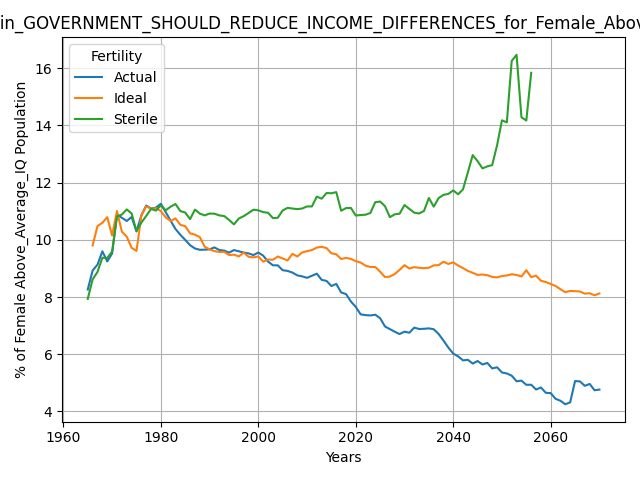 in_GOVERNMENT_SHOULD_REDUCE_INCOME_DIFFERENCES_for_Female_Abov
Fertility
Actual
Ideal
Sterile
% of Female Above_Average_IQ Population
16
14
12
10
8
6
4
1960 1980 2000 2020 2040 2060
Years